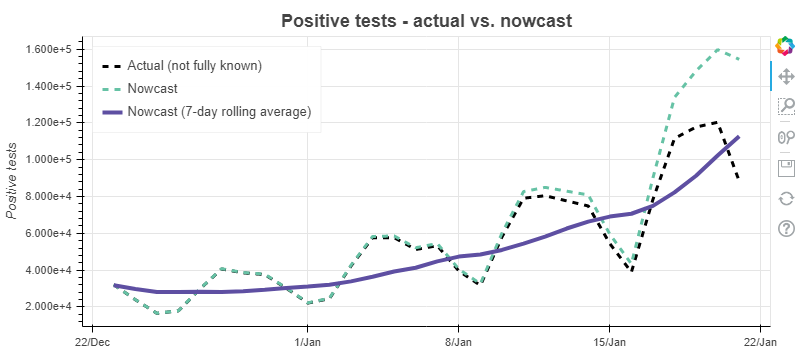 Positive tests - actual vs. nowcast
Actual (not fully known)
Nowcast
Nowcast (7-day rolling average)
Positive tests
1.600e+5
1.400e+5
1.200e+5
1.000e+5
8.000e+4
6.000e+4
4.000e+4
2.000e+4
22/Dec
1/Jan
8/Jan
15/Jan
22/Jan